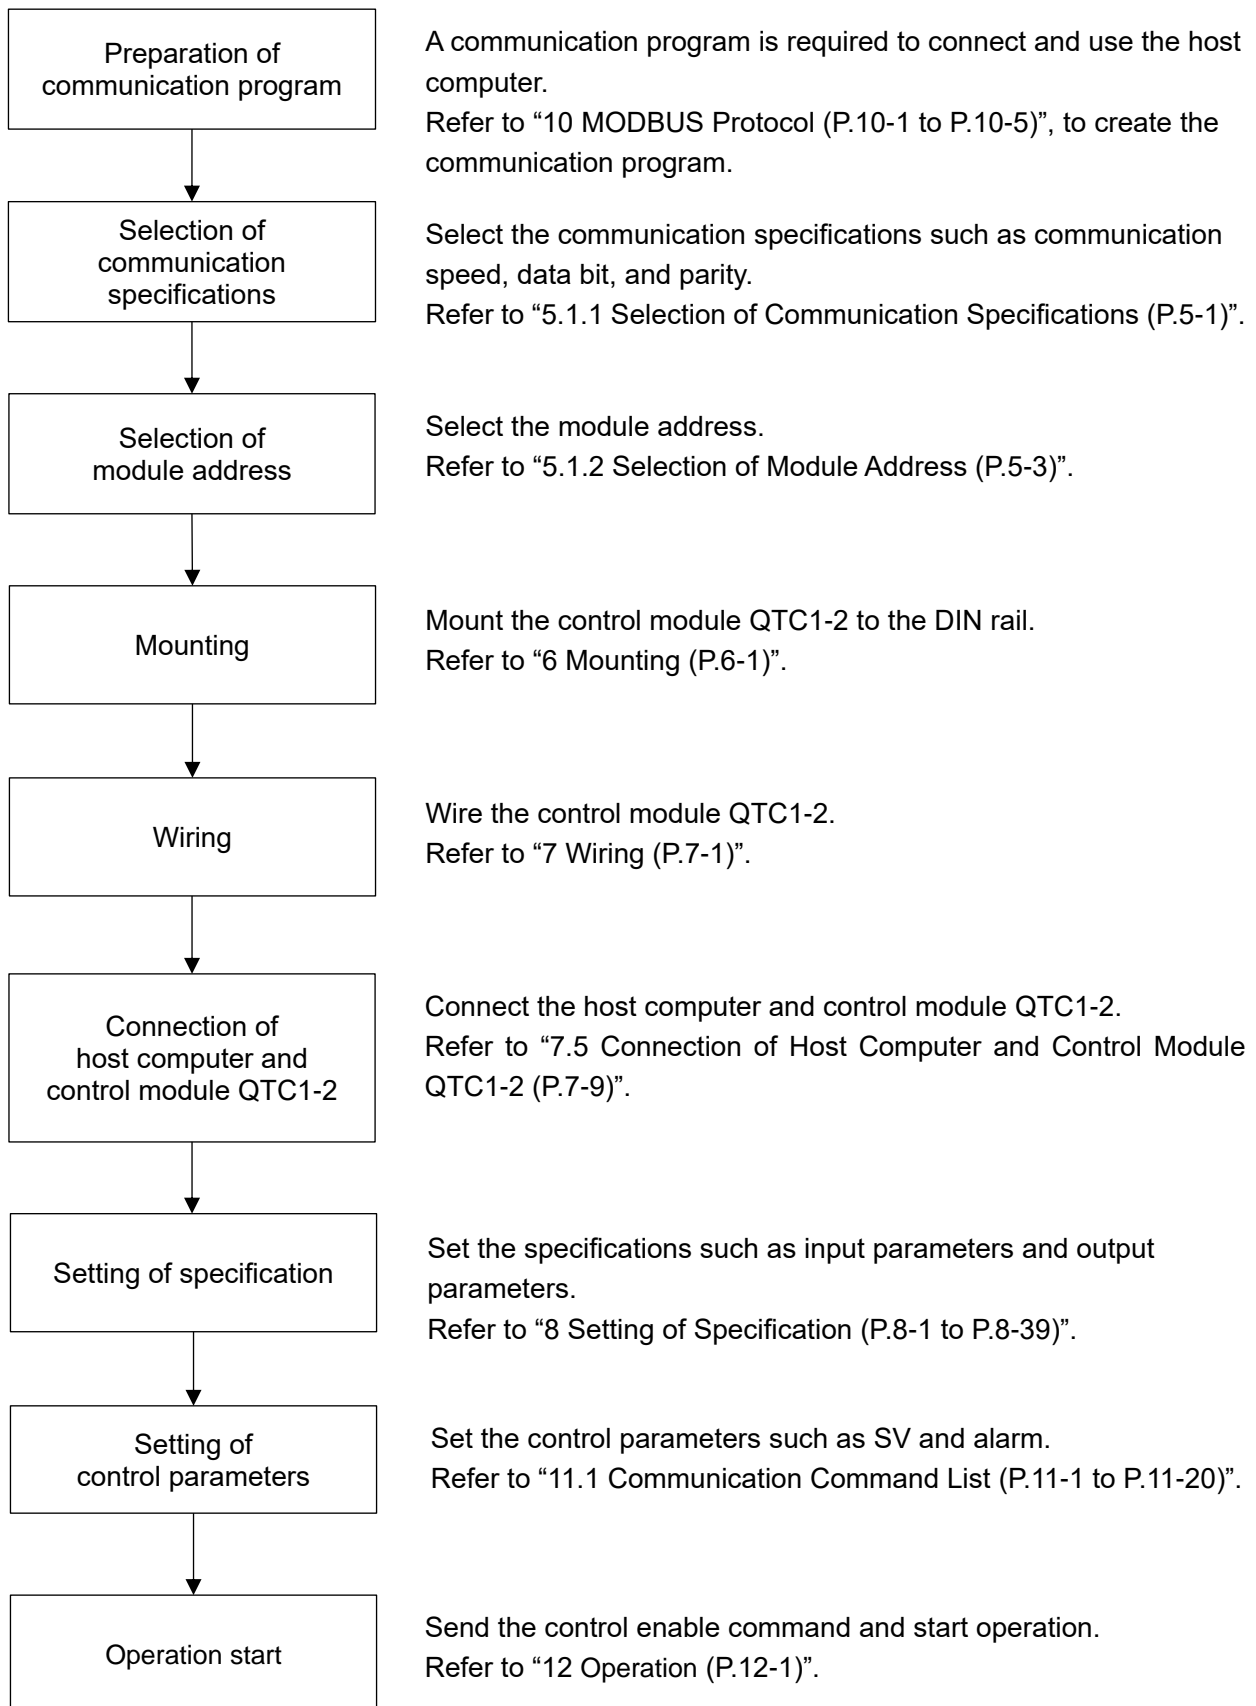 Preparation of
communication program
A communication program is required to connect and use the host
computer.
Refer to “10 MODBUS Protocol (P.10-1 to P.10-5)”, to create the
communication program.
Selection of
communication
specifications
Select the communication specifications such as communication
speed, data bit, and parity.
Refer to “5.1.1 Selection of Communication Specifications (P.5-1)”.
Selection of
module address
Select the module address.
Refer to “5.1.2 Selection of Module Address (P.5-3)”.
Mounting
Mount the control module QTC1-2 to the DIN rail.
Refer to “6 Mounting (P.6-1)”.
Wiring
Wire the control module QTC1-2.
Refer to “7 Wiring (P.7-1)”.
Connection of
host computer and
control module QTC1-2
Connect the host computer and control module QTC1-2.
Refer to “7.5 Connection of Host Computer and Control Module
QTC1-2 (P.7-9)”.
Setting of specification
Set the specifications such as input parameters and output
parameters.
Refer to “8 Setting of Specification (P.8-1 to P.8-39)”.
Setting of
control parameters
Set the control parameters such as SV and alarm.
Refer to “11.1 Communication Command List (P.11-1 to P.11-20)”.
Operation start
Send the control enable command and start operation.
Refer to “12 Operation (P.12-1)”.